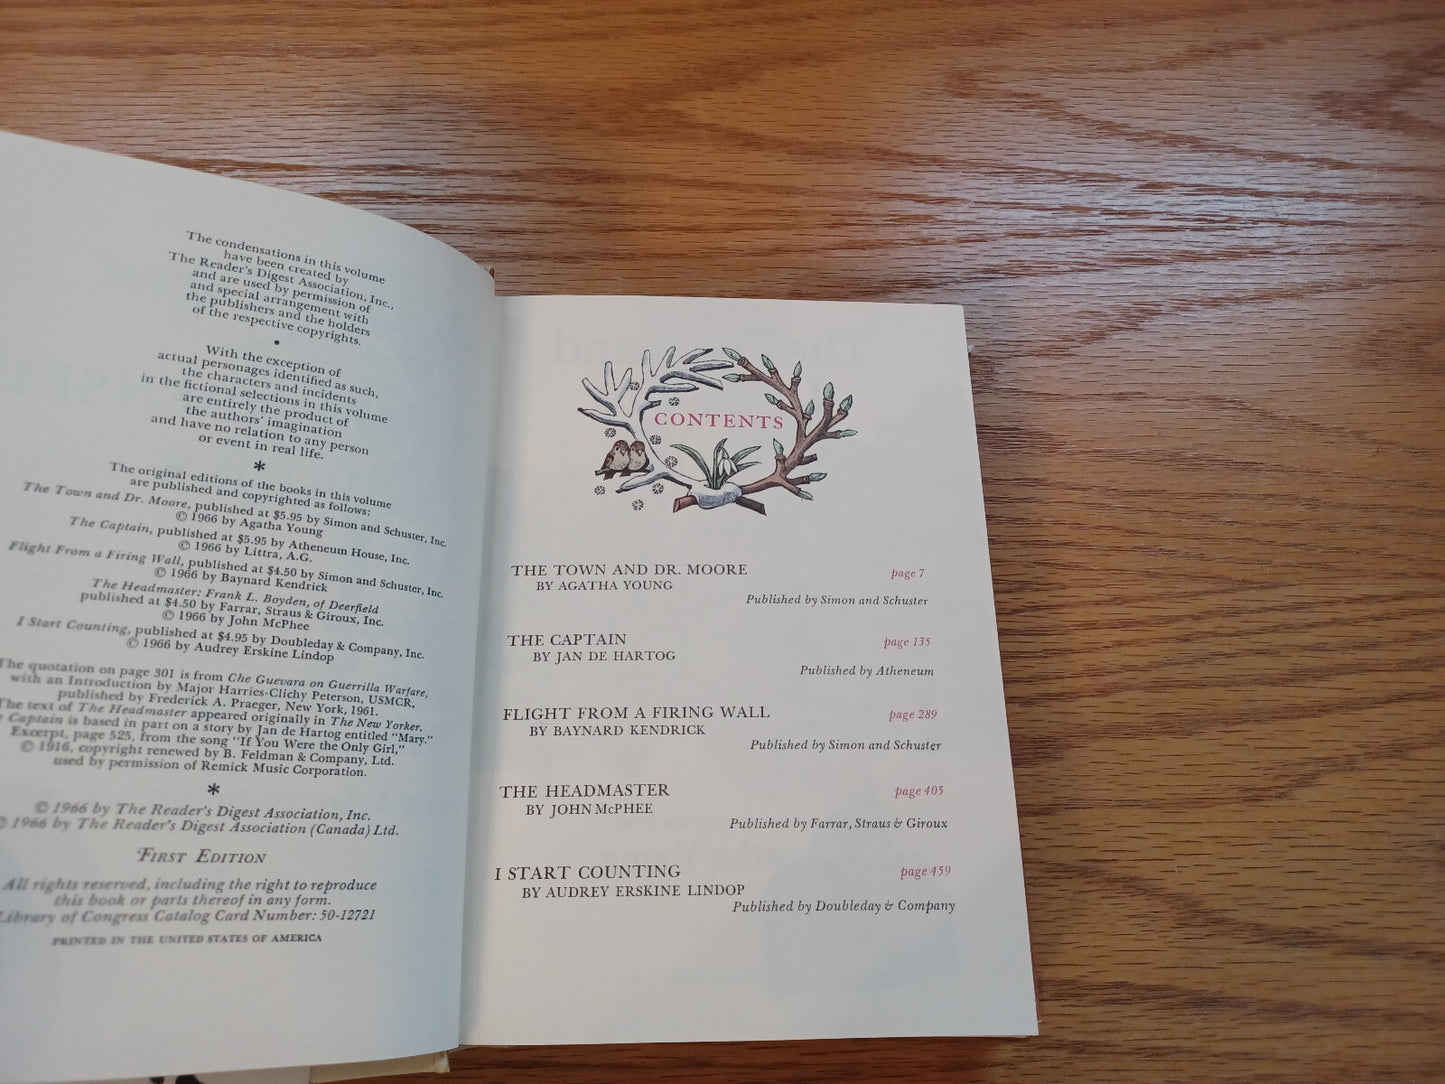 The condensations in this volume
have been created by
The Reader's Digest Association, Inc.,
and are used by permission of
and special arrangement with
the publishers and the holders
of the respective copyrights.
•
With the exception of
actual personages identified as such,
the characters and incidents
in the fictional selections in this volume
are entirely the product of
the authors' imagination
and have no relation to any person
or event in real life.
*
The original editions of the books in this volume
are published and copyrighted as follows:
The Town and Dr. Moore, published at $5.95 by Simon and Schuster, Inc.
© 1966 by Agatha Young
The Captain, published at $5.95 by Atheneum House, Inc.
© 1966 by Littra, A.G.
Flight From a Firing Wall, published at $4.50 by Simon and Schuster, Inc.
© 1966 by Baynard Kendrick
The Headmaster: Frank L. Boyden, of Deerfield
published at $4.50 by Farrar, Straus & Giroux, Inc.
© 1966 by John McPhee
I Start Counting, published at $4.95 by Doubleday & Company, Inc.
© 1966 by Audrey Erskine Lindop
The quotation on page 301 is from Che Guevara on Guerrilla Warfare,
with an Introduction by Major Harries-Clichy Peterson, USMCR,
published by Frederick A. Praeger, New York, 1961.
The text of The Headmaster appeared originally in The New Yorker.
Captain is based in part on a story by Jan de Hartog entitled "Mary."
Excerpt, page 525, from the song "If You Were the Only Girl,"
© 1916, copyright renewed by B. Feldman & Company, Ltd.
used by permission of Remick Music Corporation.
*
© 1966 by The Reader's Digest Association, Inc.
© 1966 by The Reader's Digest Association (Canada) Ltd.
FIRST EDITION
All rights reserved, including the right to reproduce
this book or parts thereof in any form.
Library of Congress Catalog Card Number: 50-12721
PRINTED IN THE UNITED STATES OF AMERICA
CONTENTS
THE TOWN AND DR. MOORE page 7
BY AGATHA YOUNG
Published by Simon and Schuster
THE CAPTAIN page 135
BY JAN DE HARTOG
Published by Atheneum
FLIGHT FROM A FIRING WALL page 289
BY BAYNARD KENDRICK
Published by Simon and Schuster
THE HEADMASTER page 405
BY JOHN McPHEE
Published by Farrar, Straus & Giroux
I START COUNTING page 459
BY AUDREY ERSKINE LINDOP
Published by Doubleday & Company